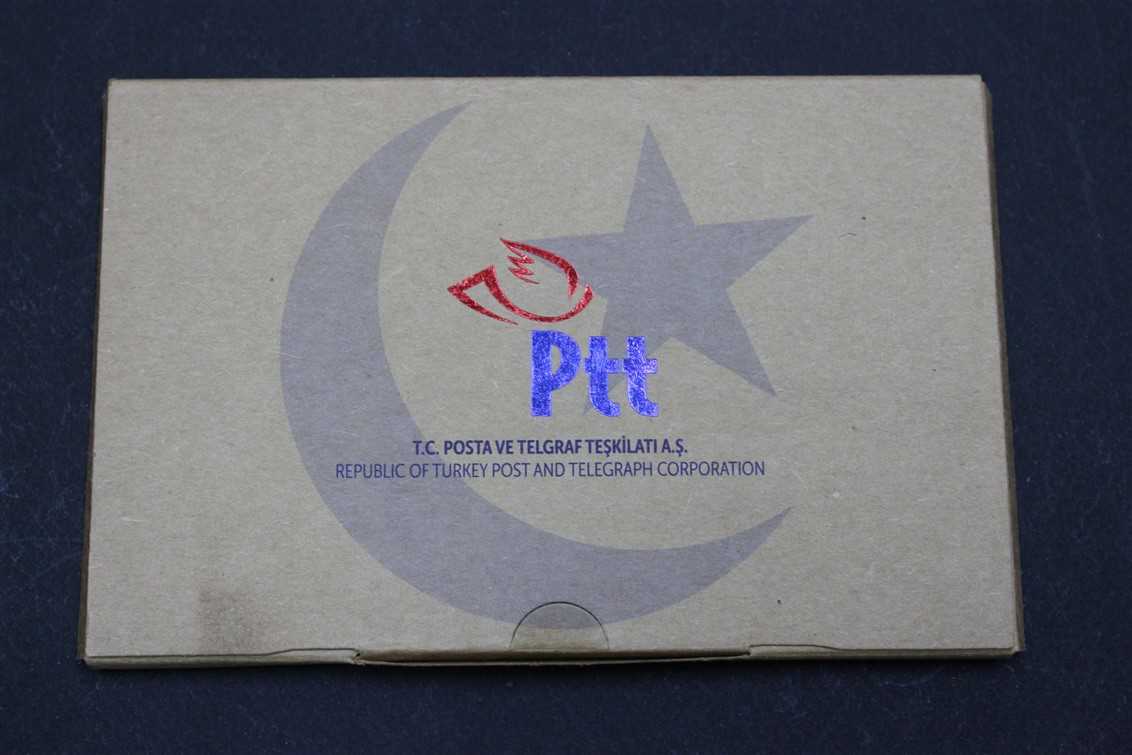 Ptt
T.C. POSTA VE TELGRAF TEŞKİLATI A.Ş.
REPUBLIC OF TURKEY POST AND TELEGRAPH CORPORATION